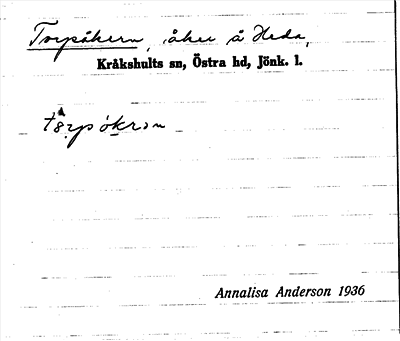 Torpåkern, åker å Heda,
Kråkshults sn, Östra hd, Jönk. l.
Annalisa Anderson 1936